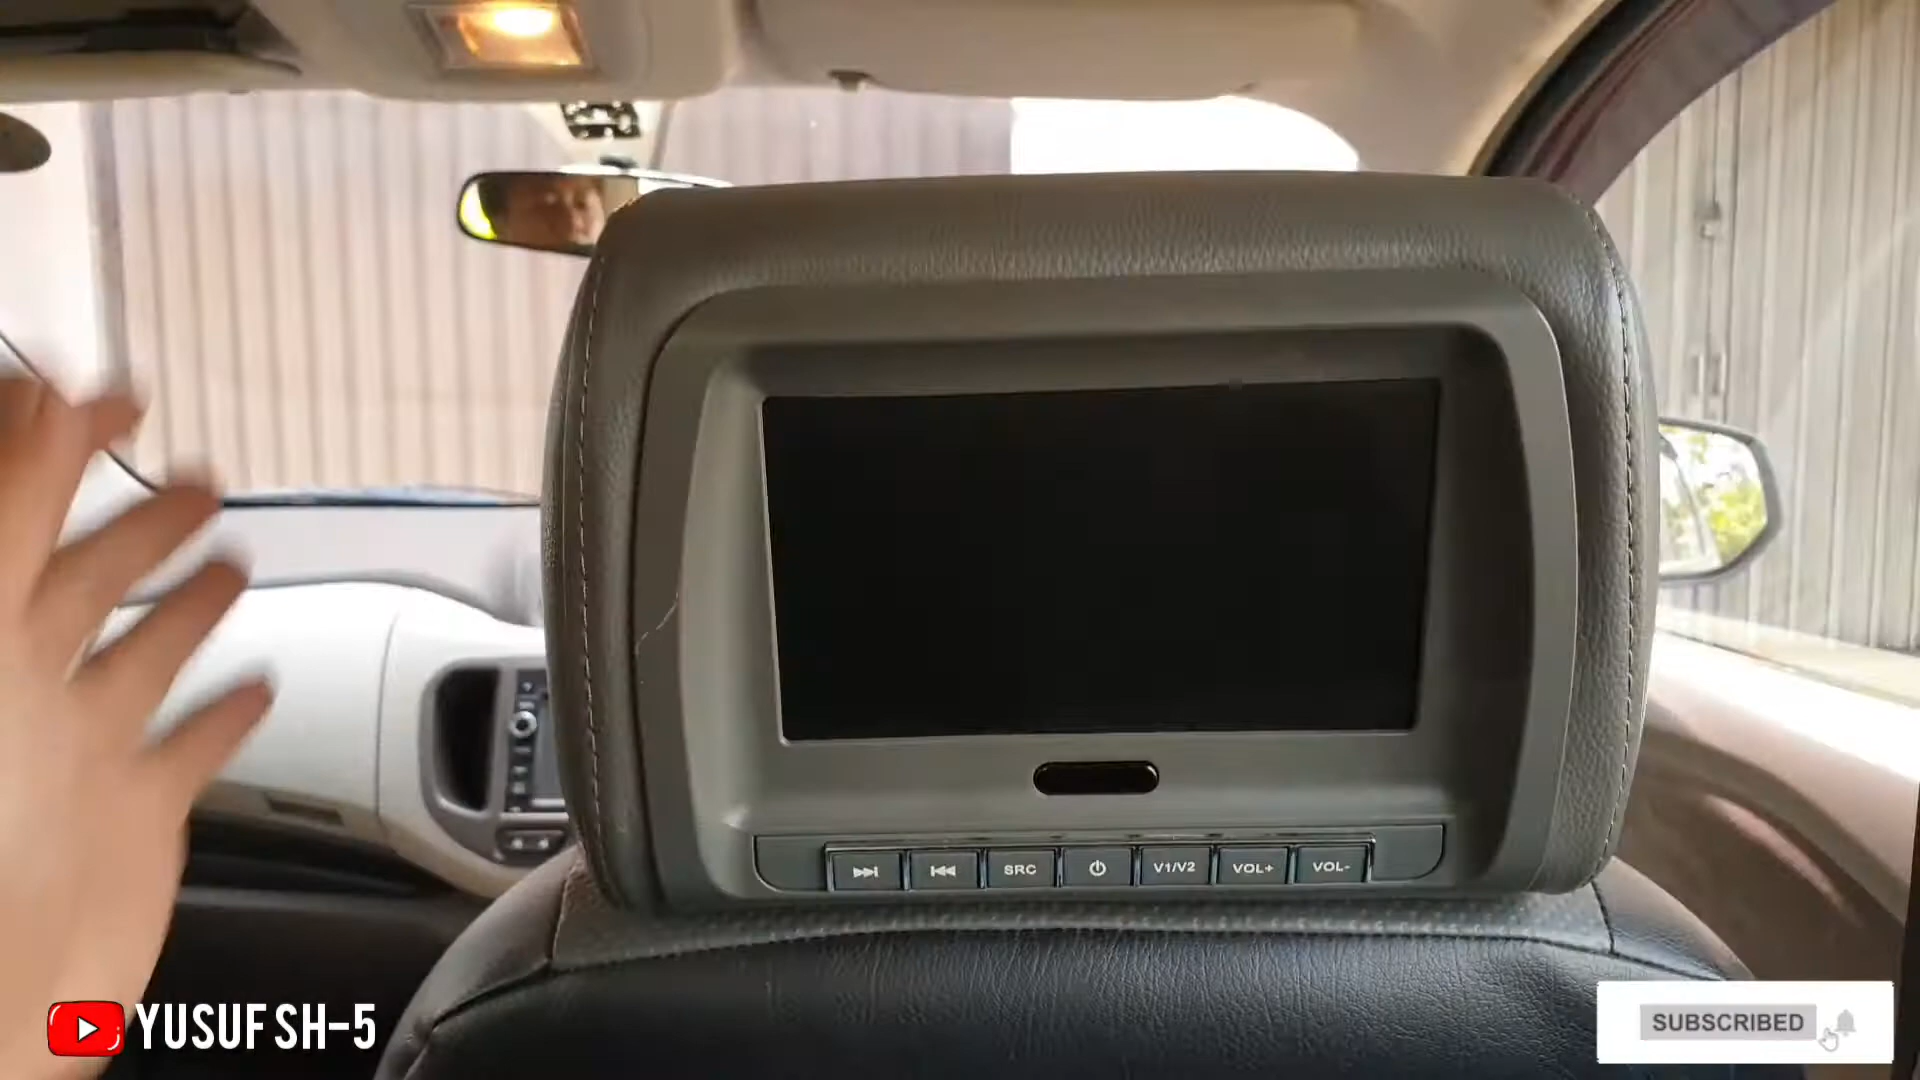 SRC
V1/V2
VOL+
VOL-
YUSUF SH-5
SUBSCRIBED